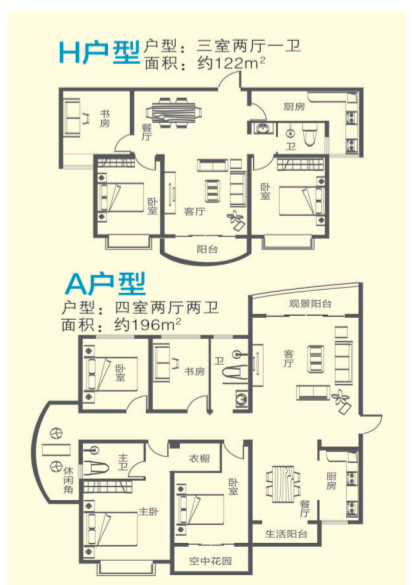 H户型
户型：三室两厅一卫
面积：约122m²
书房
餐厅
厨房
卫
卧室
客厅
卧室
阳台
A户型
户型：四室两厅两卫
面积：约196m²
观景阳台
卧室
书房
卫
客厅
休闲角
主卫
衣橱
卧室
厨房
餐厅
主卧
生活阳台
空中花园